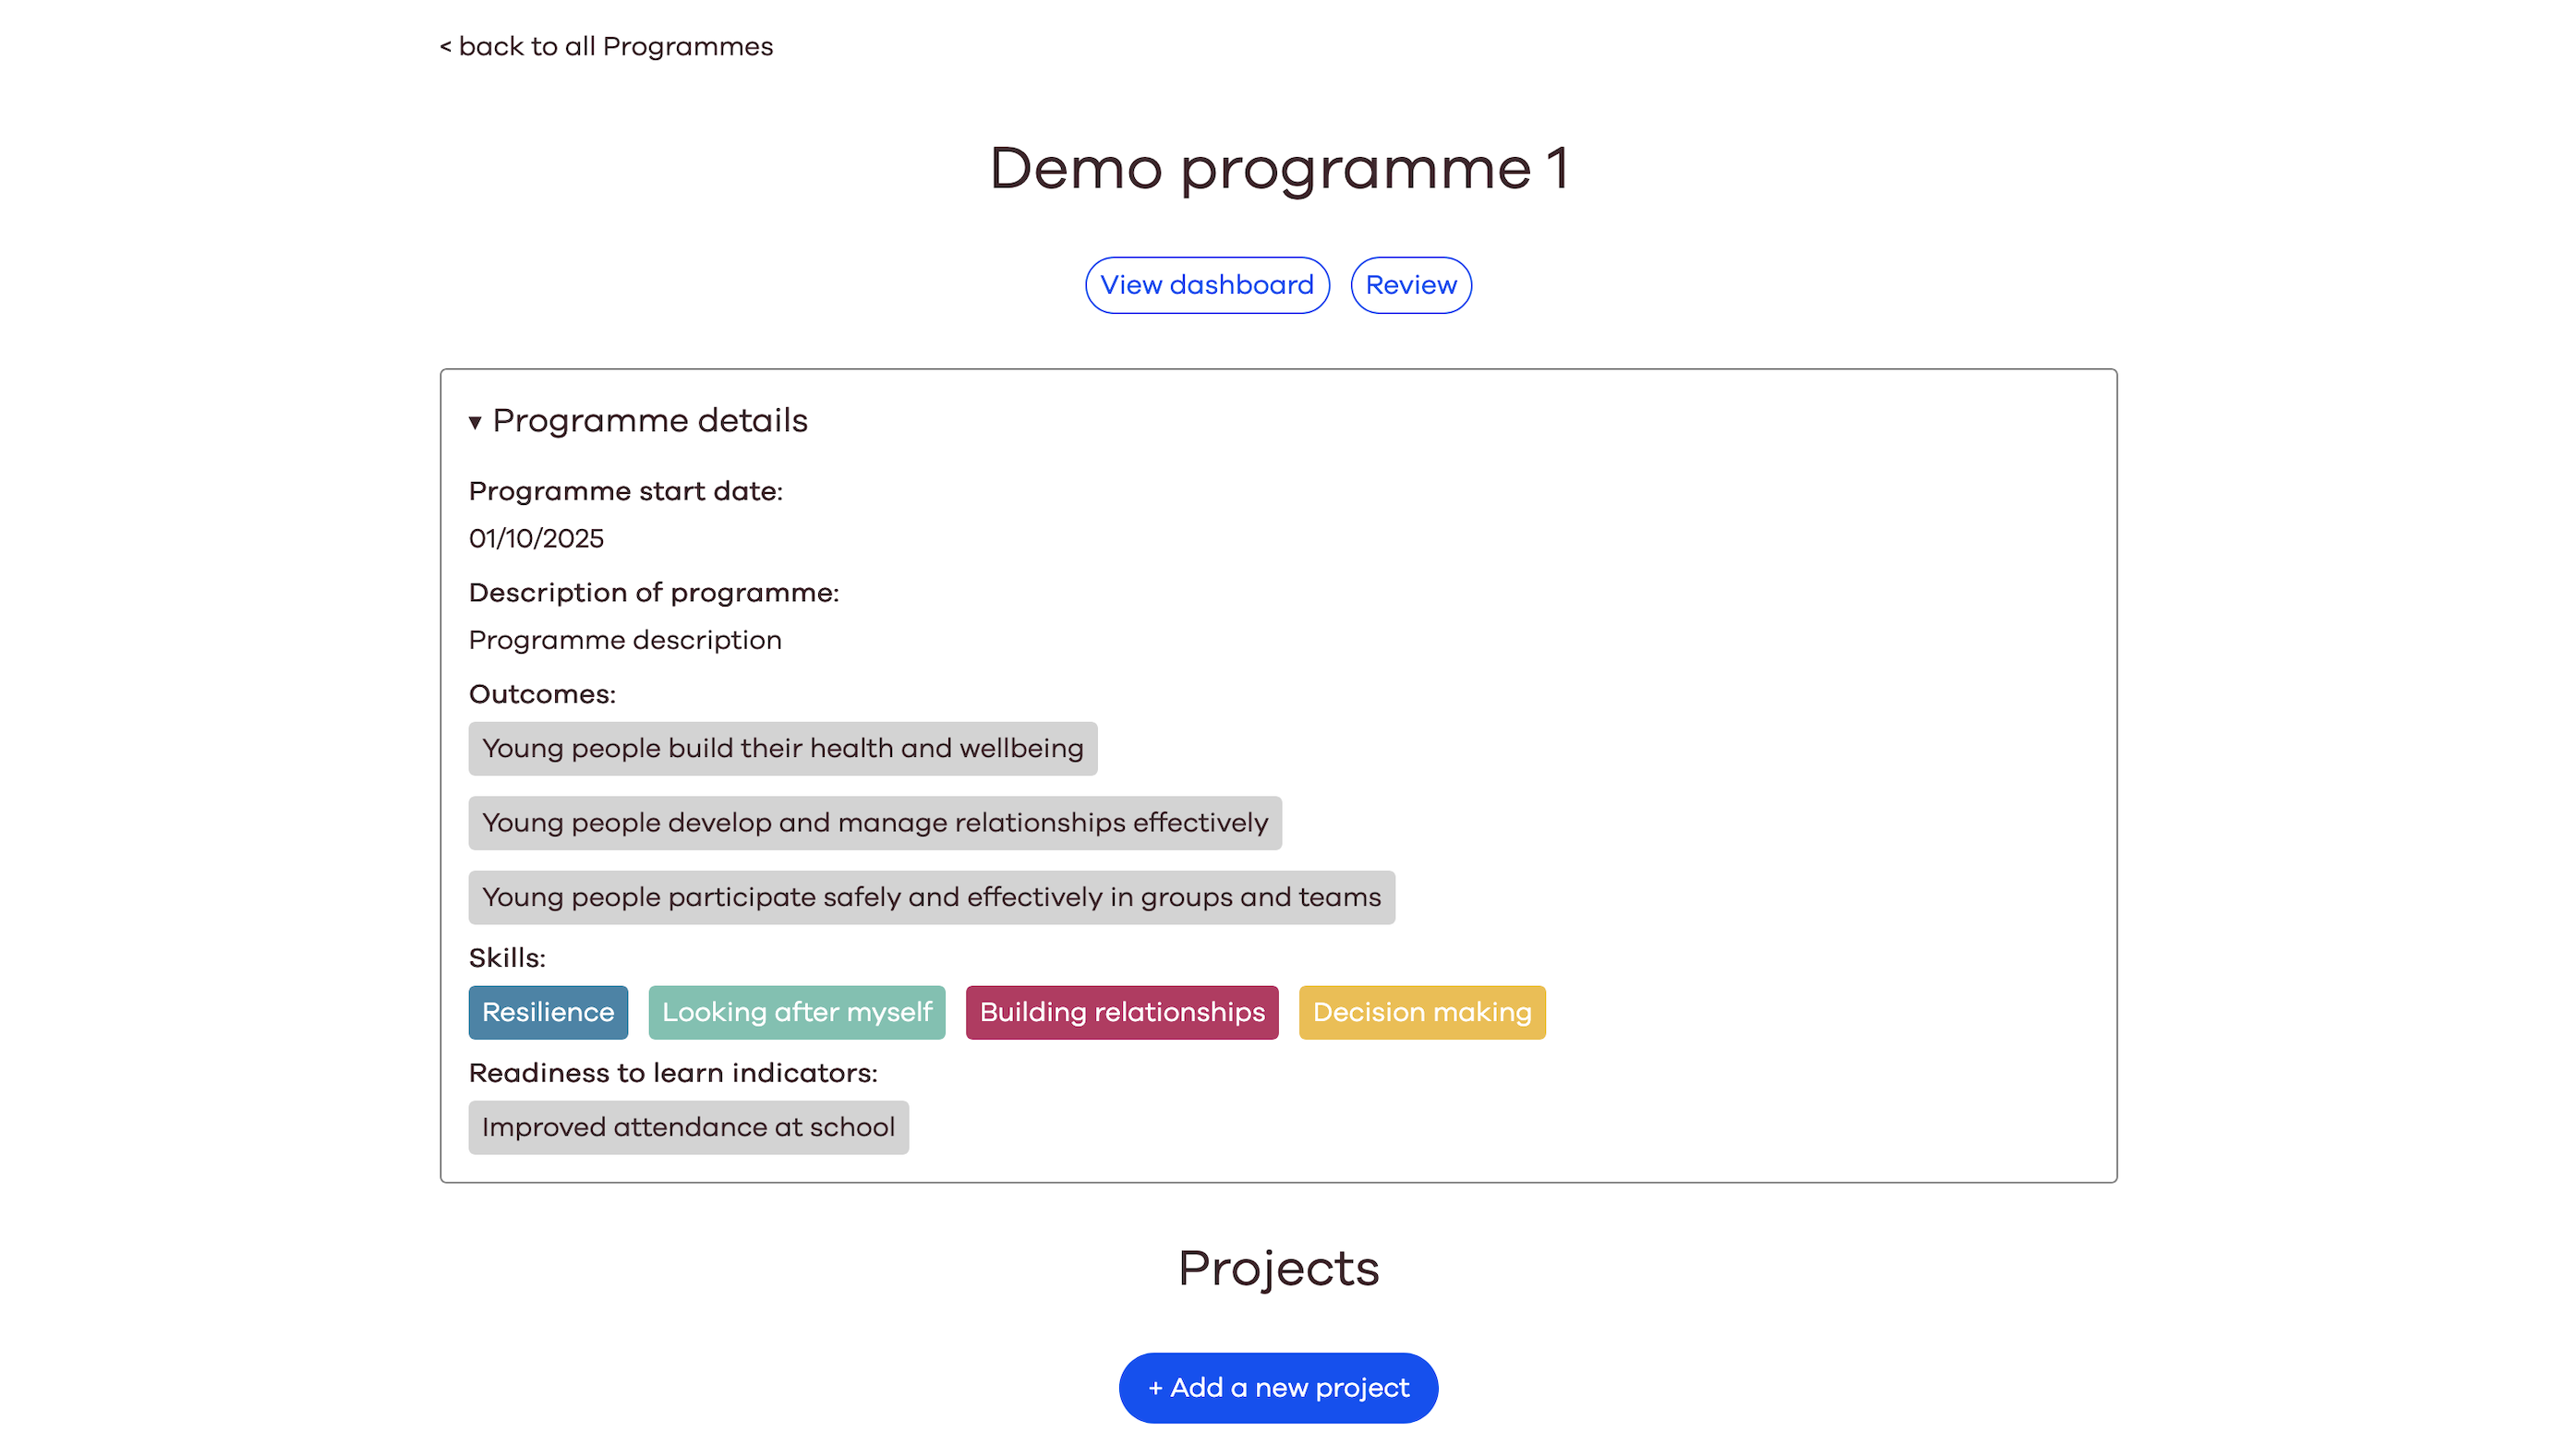 < back to all Programmes
Demo programme 1
View dashboard Review
▾ Programme details
Programme start date:
01/10/2025
Description of programme:
Programme description
Outcomes:
Young people build their health and wellbeing
Young people develop and manage relationships effectively
Young people participate safely and effectively in groups and teams
Skills:
Resilience Looking after myself Building relationships Decision making
Readiness to learn indicators:
Improved attendance at school
Projects
+ Add a new project